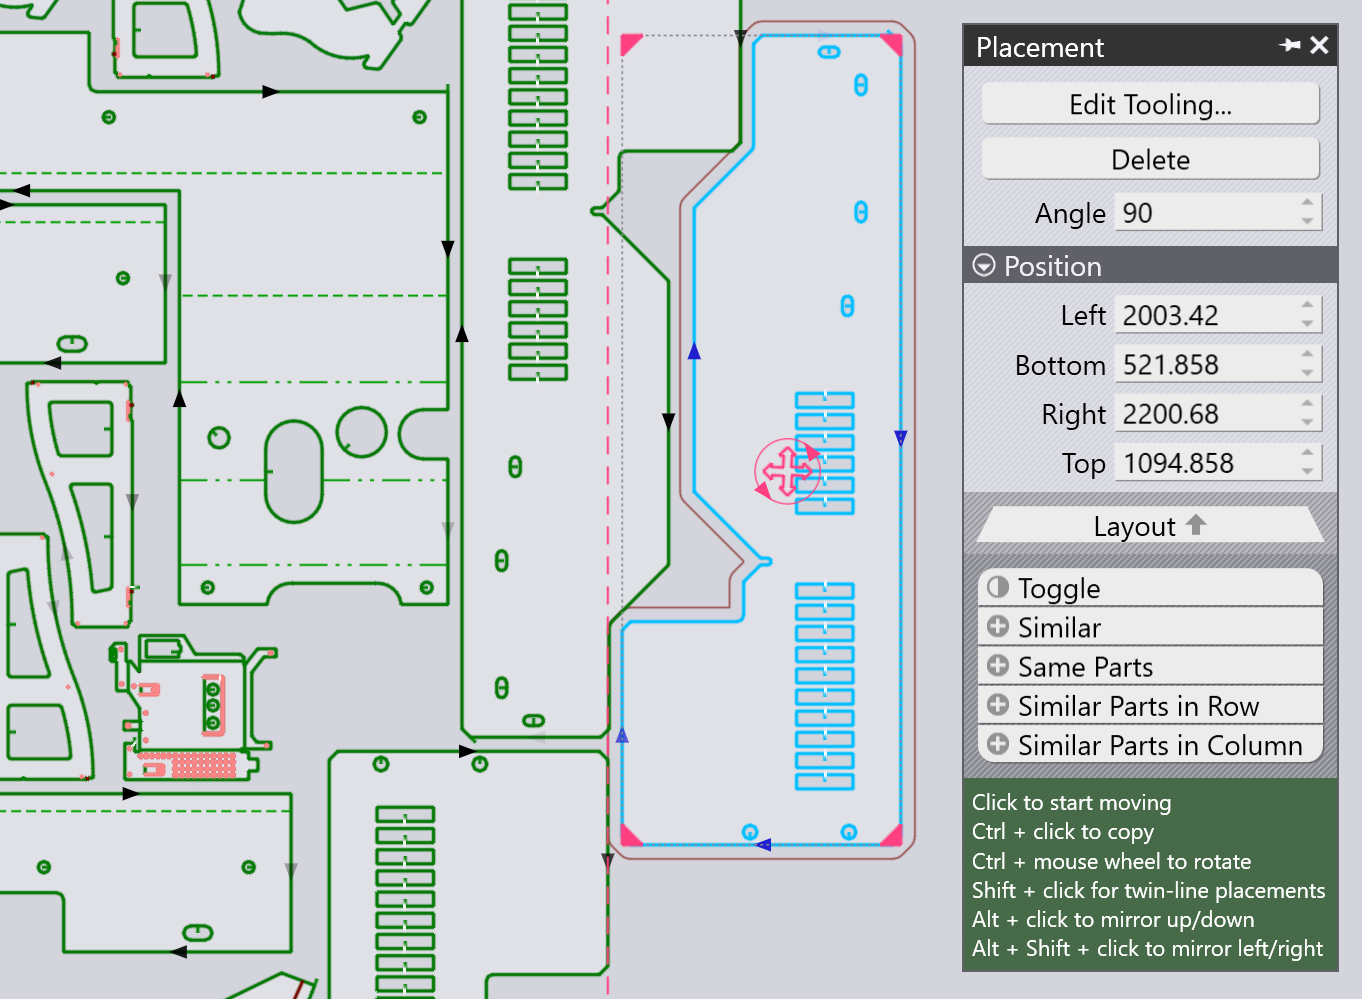 Placement
Edit Tooling...
Delete
Angle 90
Position
Left 2003.42
Bottom 521.858
Right 2200.68
Top 1094.858
Layout
Toggle
Similar
Same Parts
Similar Parts in Row
Similar Parts in Column
Click to start moving
Ctrl + click to copy
Ctrl + mouse wheel to rotate
Shift + click for twin-line placements
Alt + click to mirror up/down
Alt + Shift + click to mirror left/right